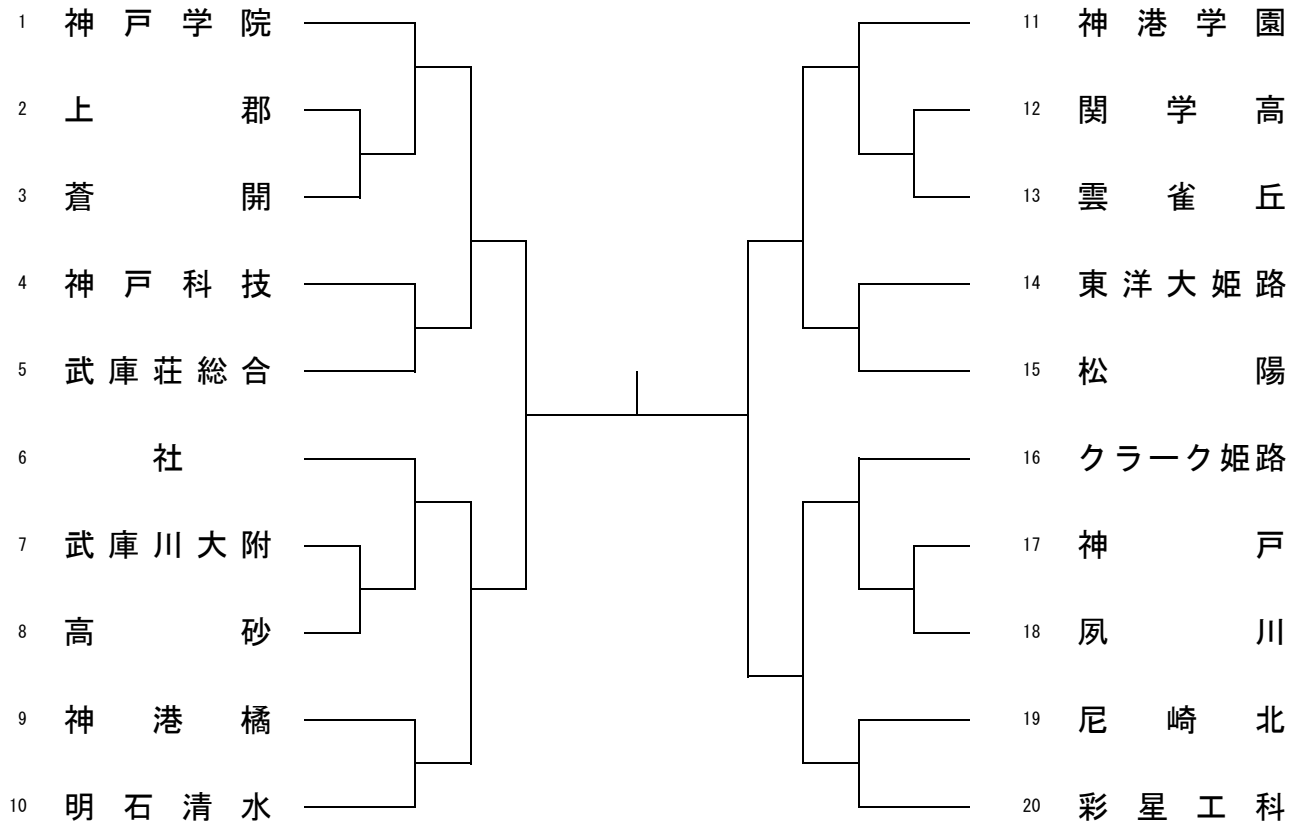 1 神戸学院
2 上郡
3 蒼開
4 神戸科技
5 武庫荘総合
6 社
7 武庫川大附
8 高砂
9 神港橘
10 明石清水
11 神港学園
12 関学高
13 雲雀丘
14 東洋大姫路
15 松陽
16 クラーク姫路
17 神戸
18 夙川
19 尼崎北
20 彩星工科